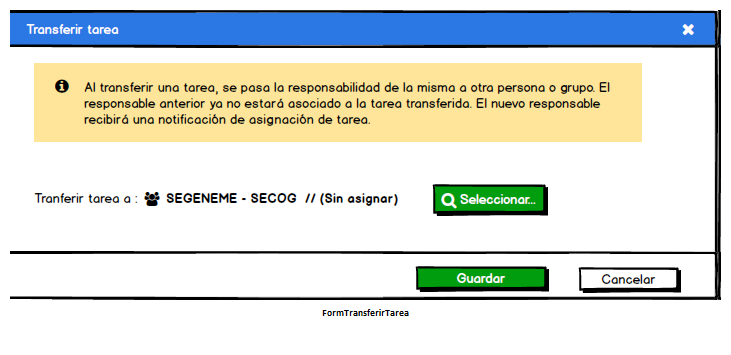 Transferir tarea
Al transferir una tarea, se pasa la responsabilidad de la misma a otra persona o grupo. El
responsable anterior ya no estará asociado a la tarea transferida. El nuevo responsable
recibirá una notificación de asignación de tarea.
Tranferir tarea a : SEGENEME - SECOG // (Sin asignar) Seleccionar...
Guardar Cancelar
FormTransferirTarea